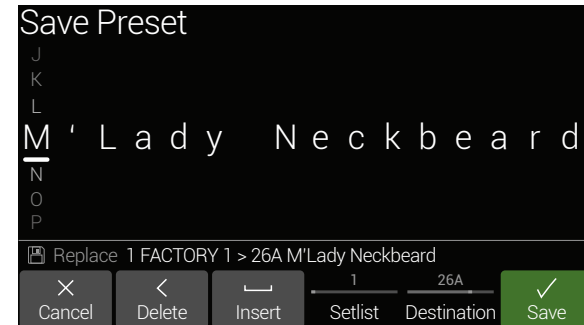 Save Preset
J
K
L
M ' L a d y   N e c k b e a r d
N
O
P
Replace 1 FACTORY 1 > 26A M'Lady Neckbeard
1 26A
Cancel Delete Insert Setlist Destination Save